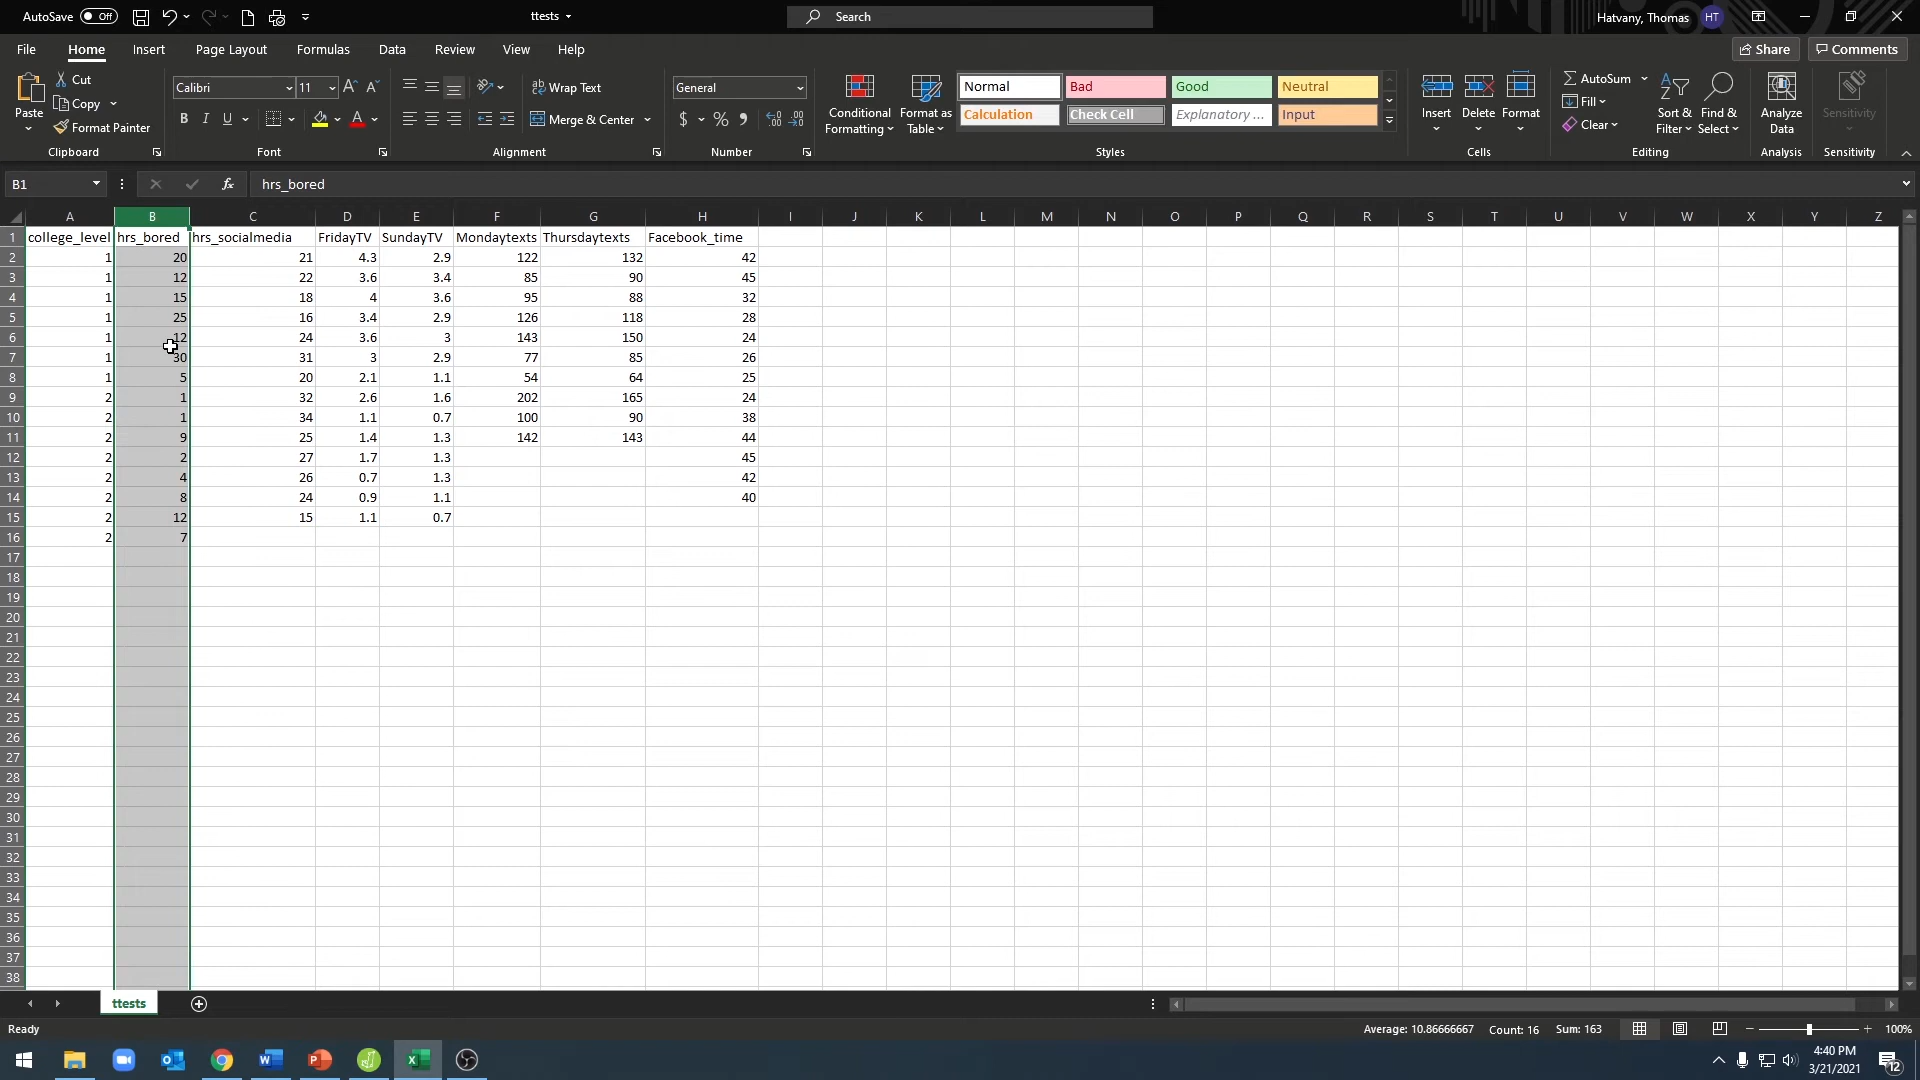 AutoSave Off ttests Search Hatvany, Thomas HT
File Home Insert Page Layout Formulas Data Review View Help Share Comments
Paste Cut Copy Format Painter Clipboard
Calibri 11 B I U A Font
Wrap Text Merge & Center Alignment
General $ % Number
Conditional Formatting Format as Table
Normal Bad Good Neutral
Calculation Check Cell Explanatory ... Input
Styles
Insert Delete Format Cells
AutoSum Fill Clear Sort & Filter Find & Select Editing
Analyze Data Analysis
Sensitivity Sensitivity
B1 fx hrs_bored
A B C D E F G H I J K L M N O P Q R S T U V W X Y Z
1 college_level hrs_bored hrs_socialmedia FridayTV SundayTV Mondaytexts Thursdaytexts Facebook_time
2 1 20 21 4.3 2.9 122 132 42
3 1 12 22 3.6 3.4 85 90 45
4 1 15 18 4 3.6 95 88 32
5 1 25 16 3.4 2.9 126 118 28
6 1 12 24 3.6 3 143 150 24
7 1 30 31 3 2.9 77 85 26
8 1 5 20 2.1 1.1 54 64 25
9 2 1 32 2.6 1.6 202 165 24
10 2 1 34 1.1 0.7 100 90 38
11 2 9 25 1.4 1.3 142 143 44
12 2 2 27 1.7 1.3 45
13 2 4 26 0.7 1.3 42
14 2 8 24 0.9 1.1 40
15 2 12 15 1.1 0.7
16 2 7
17
18
19
20
21
22
23
24
25
26
27
28
29
30
31
32
33
34
35
36
37
38
ttests
Ready Average: 10.86666667 Count: 16 Sum: 163 100%
4:40 PM
3/21/2021
12